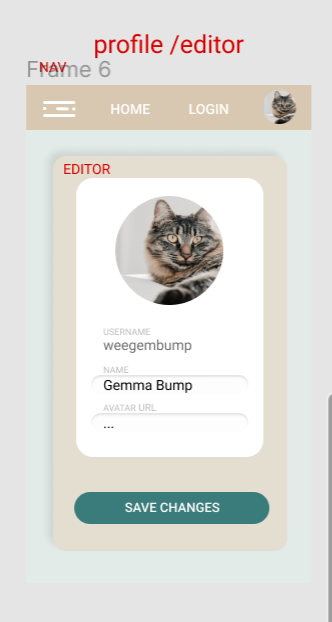 profile /editor
NAV
Frame 6
HOME LOGIN
EDITOR
USERNAME
weegembump
NAME
Gemma Bump
AVATAR URL
...
SAVE CHANGES